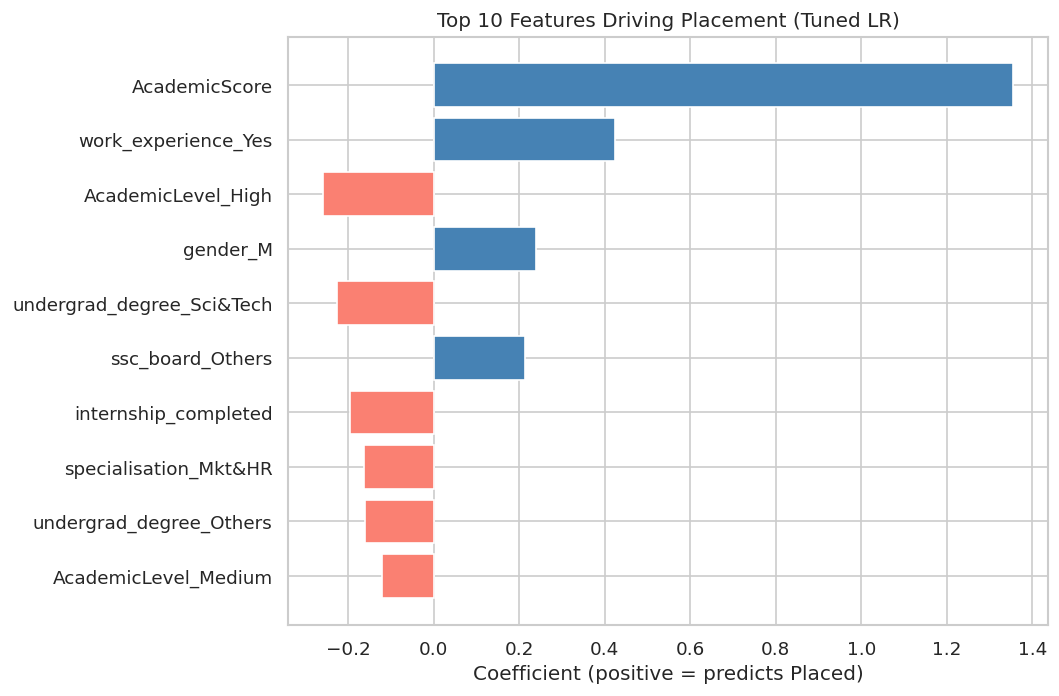 Top 10 Features Driving Placement (Tuned LR)
AcademicScore
work_experience_Yes
AcademicLevel_High
gender_M
undergrad_degree_Sci&Tech
ssc_board_Others
internship_completed
specialisation_Mkt&HR
undergrad_degree_Others
AcademicLevel_Medium
−0.2 0.0 0.2 0.4 0.6 0.8 1.0 1.2 1.4
Coefficient (positive = predicts Placed)